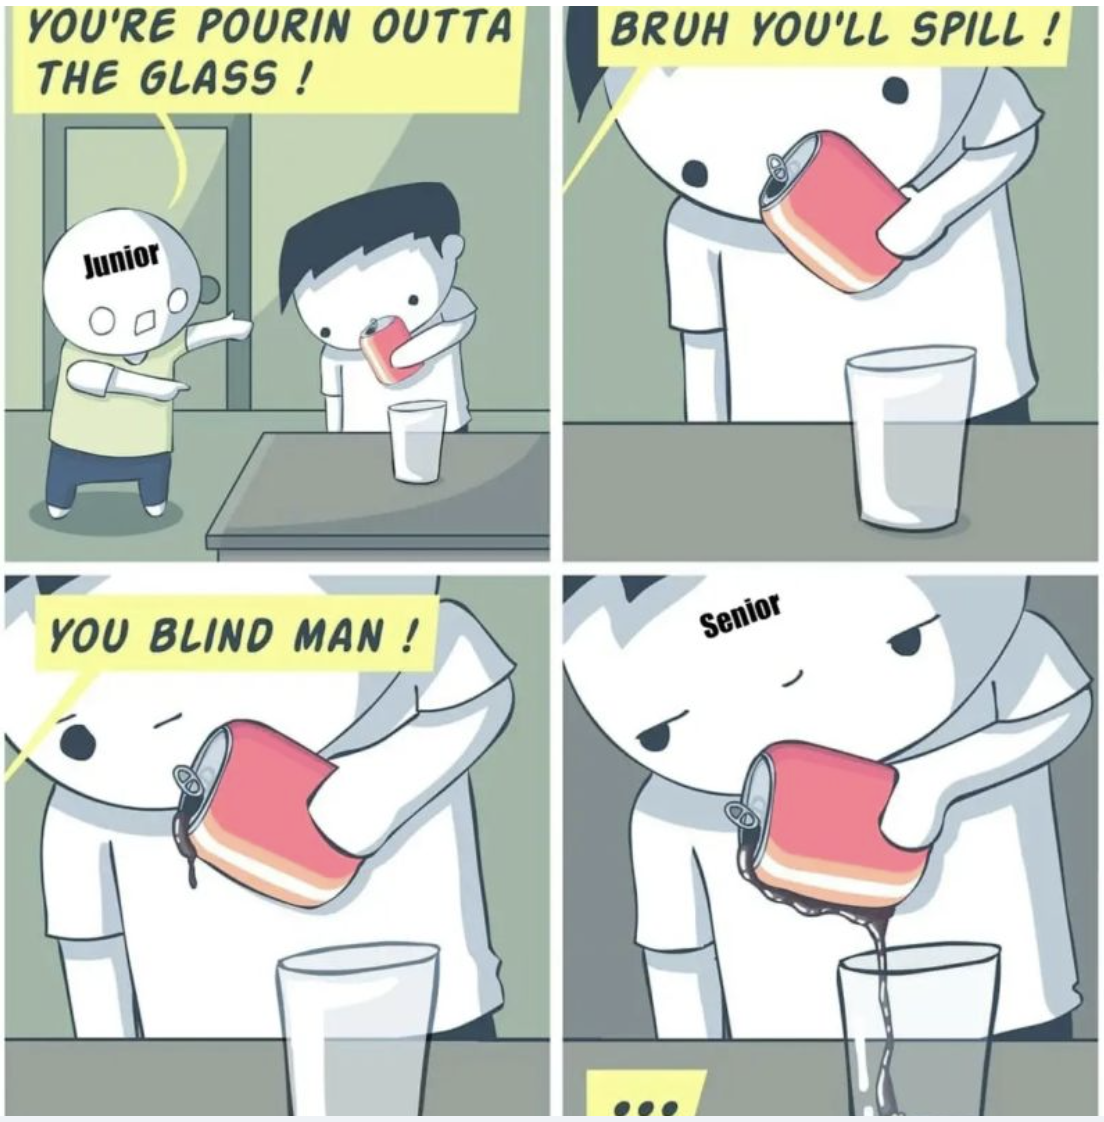 YOU'RE POURIN OUTTA
THE GLASS !
Junior
BRUH YOU'LL SPILL !
YOU BLIND MAN !
Senior
...